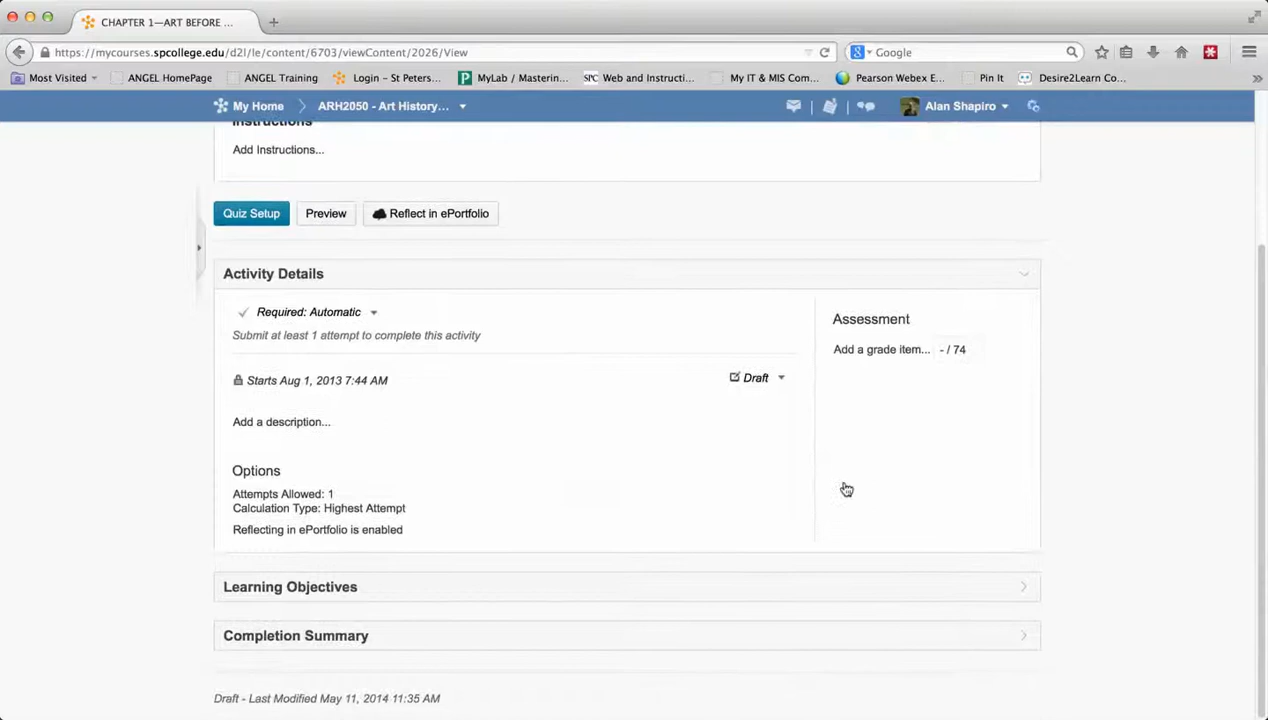 CHAPTER 1—ART BEFORE ...
https://mycourses.spcollege.edu/d2l/le/content/6703/viewContent/2026/View
Google
Most Visited
ANGEL HomePage
ANGEL Training
Login – St Peters...
MyLab / Masterin...
SPC Web and Instructi...
My IT & MIS Com...
Pearson Webex E...
Pin It
Desire2Learn Co...
My Home
ARH2050 - Art History...
Alan Shapiro
Instructions
Add Instructions...
Quiz Setup
Preview
Reflect in ePortfolio
Activity Details
Required: Automatic
Submit at least 1 attempt to complete this activity
Assessment
Add a grade item... - / 74
Starts Aug 1, 2013 7:44 AM
Draft
Add a description...
Options
Attempts Allowed: 1
Calculation Type: Highest Attempt
Reflecting in ePortfolio is enabled
Learning Objectives
Completion Summary
Draft - Last Modified May 11, 2014 11:35 AM